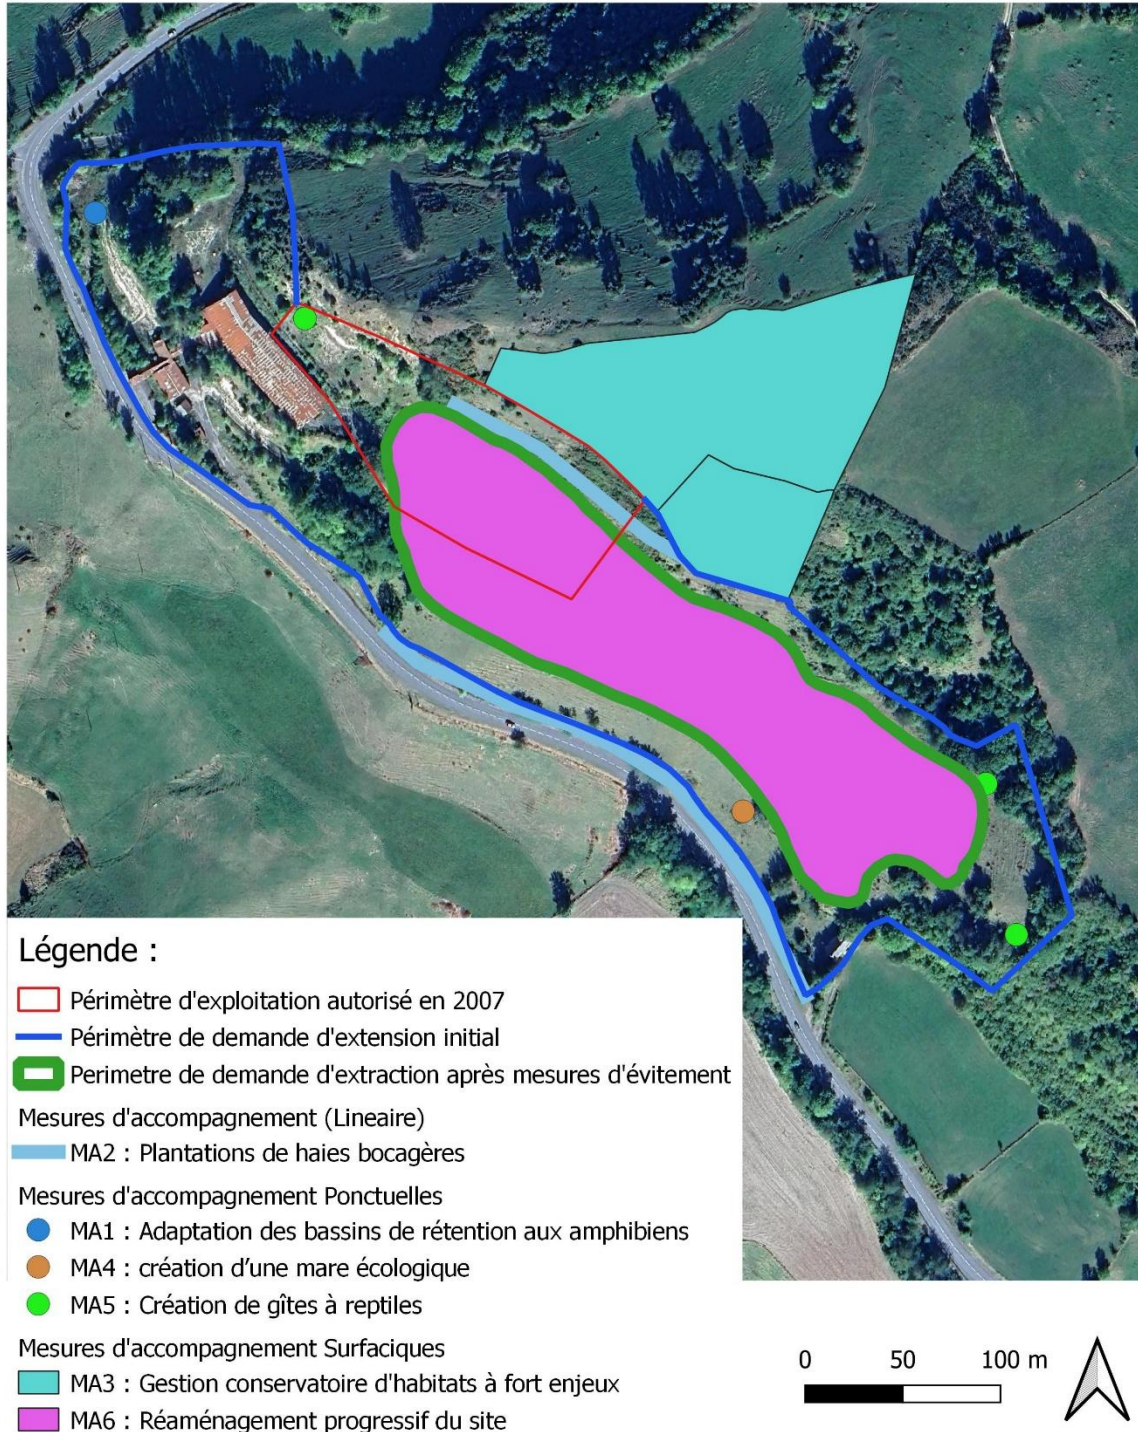 Légende :
Périmètre d'exploitation autorisé en 2007
Périmètre de demande d'extension initial
Perimetre de demande d'extraction après mesures d'évitement
Mesures d'accompagnement (Lineaire)
MA2 : Plantations de haies bocagères
Mesures d'accompagnement Ponctuelles
MA1 : Adaptation des bassins de rétention aux amphibiens
MA4 : création d'une mare écologique
MA5 : Création de gîtes à reptiles
Mesures d'accompagnement Surfaciques
MA3 : Gestion conservatoire d'habitats à fort enjeux
MA6 : Réaménagement progressif du site
0 50 100 m